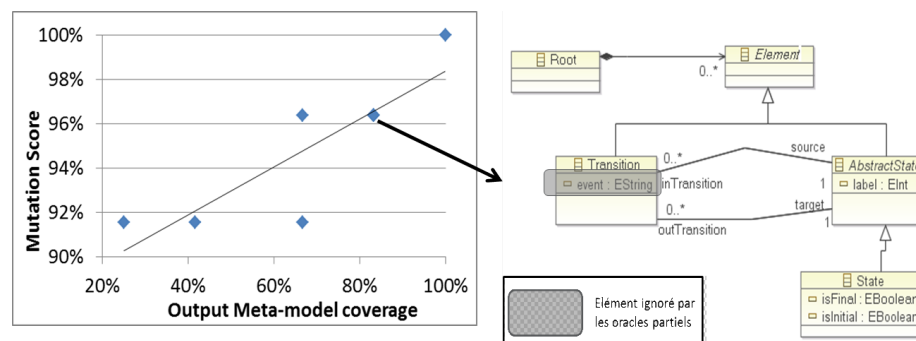 100%
98%
96%
94%
92%
90%
Mutation Score
20%
40%
60%
80%
100%
Output Meta-model coverage
Root
Element
0..*
Transition
event : EString
0..*
source
inTransition
1
AbstractState
label : EInt
0..*
target
outTransition
1
State
isFinal : EBoolean
isInitial : EBoolean
Elément ignoré par
les oracles partiels